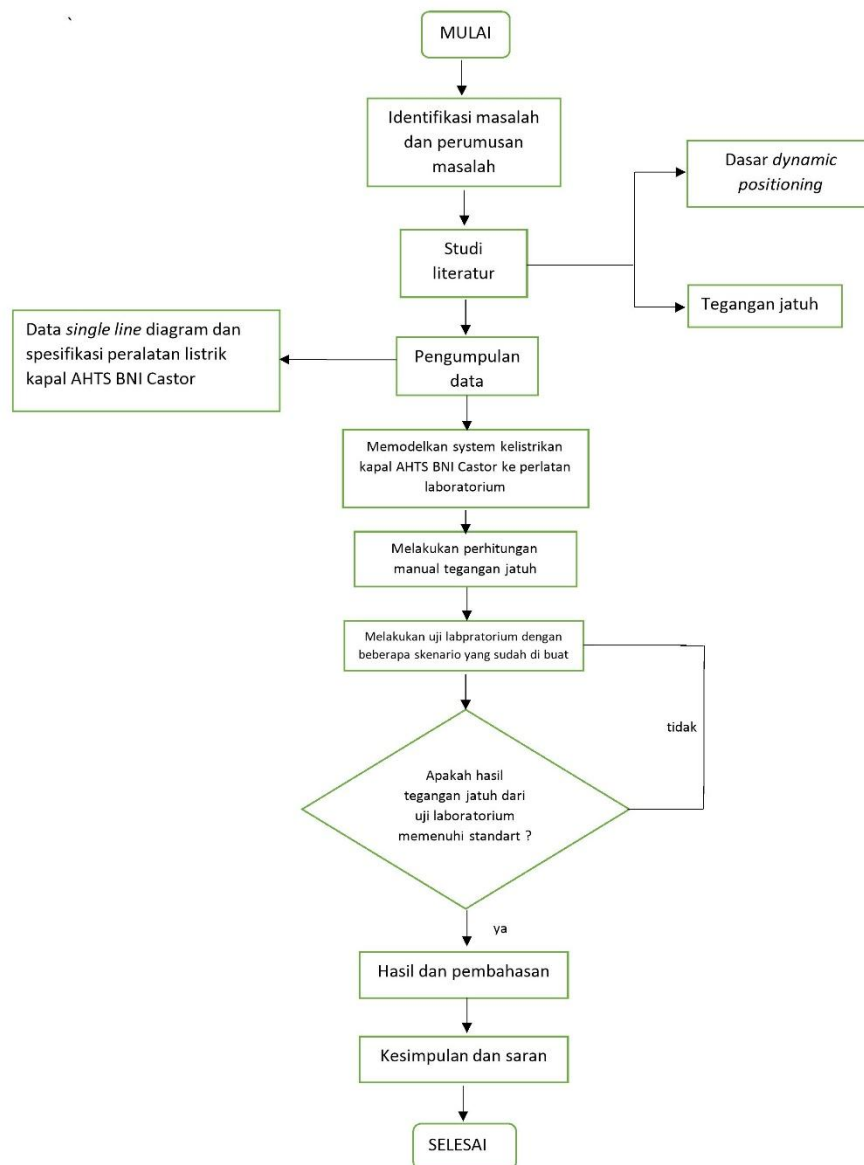 `
MULAI
Identifikasi masalah
dan perumusan
masalah
Dasar dynamic
positioning
Studi
literatur
Tegangan jatuh
Data single line diagram dan
spesifikasi peralatan listrik
kapal AHTS BNI Castor
Pengumpulan
data
Memodelkan system kelistrikan
kapal AHTS BNI Castor ke perlatan
laboratorium
Melakukan perhitungan
manual tegangan jatuh
Melakukan uji labpratorium dengan
beberapa skenario yang sudah di buat
tidak
Apakah hasil
tegangan jatuh dari
uji laboratorium
memenuhi standart ?
ya
Hasil dan pembahasan
Kesimpulan dan saran
SELESAI